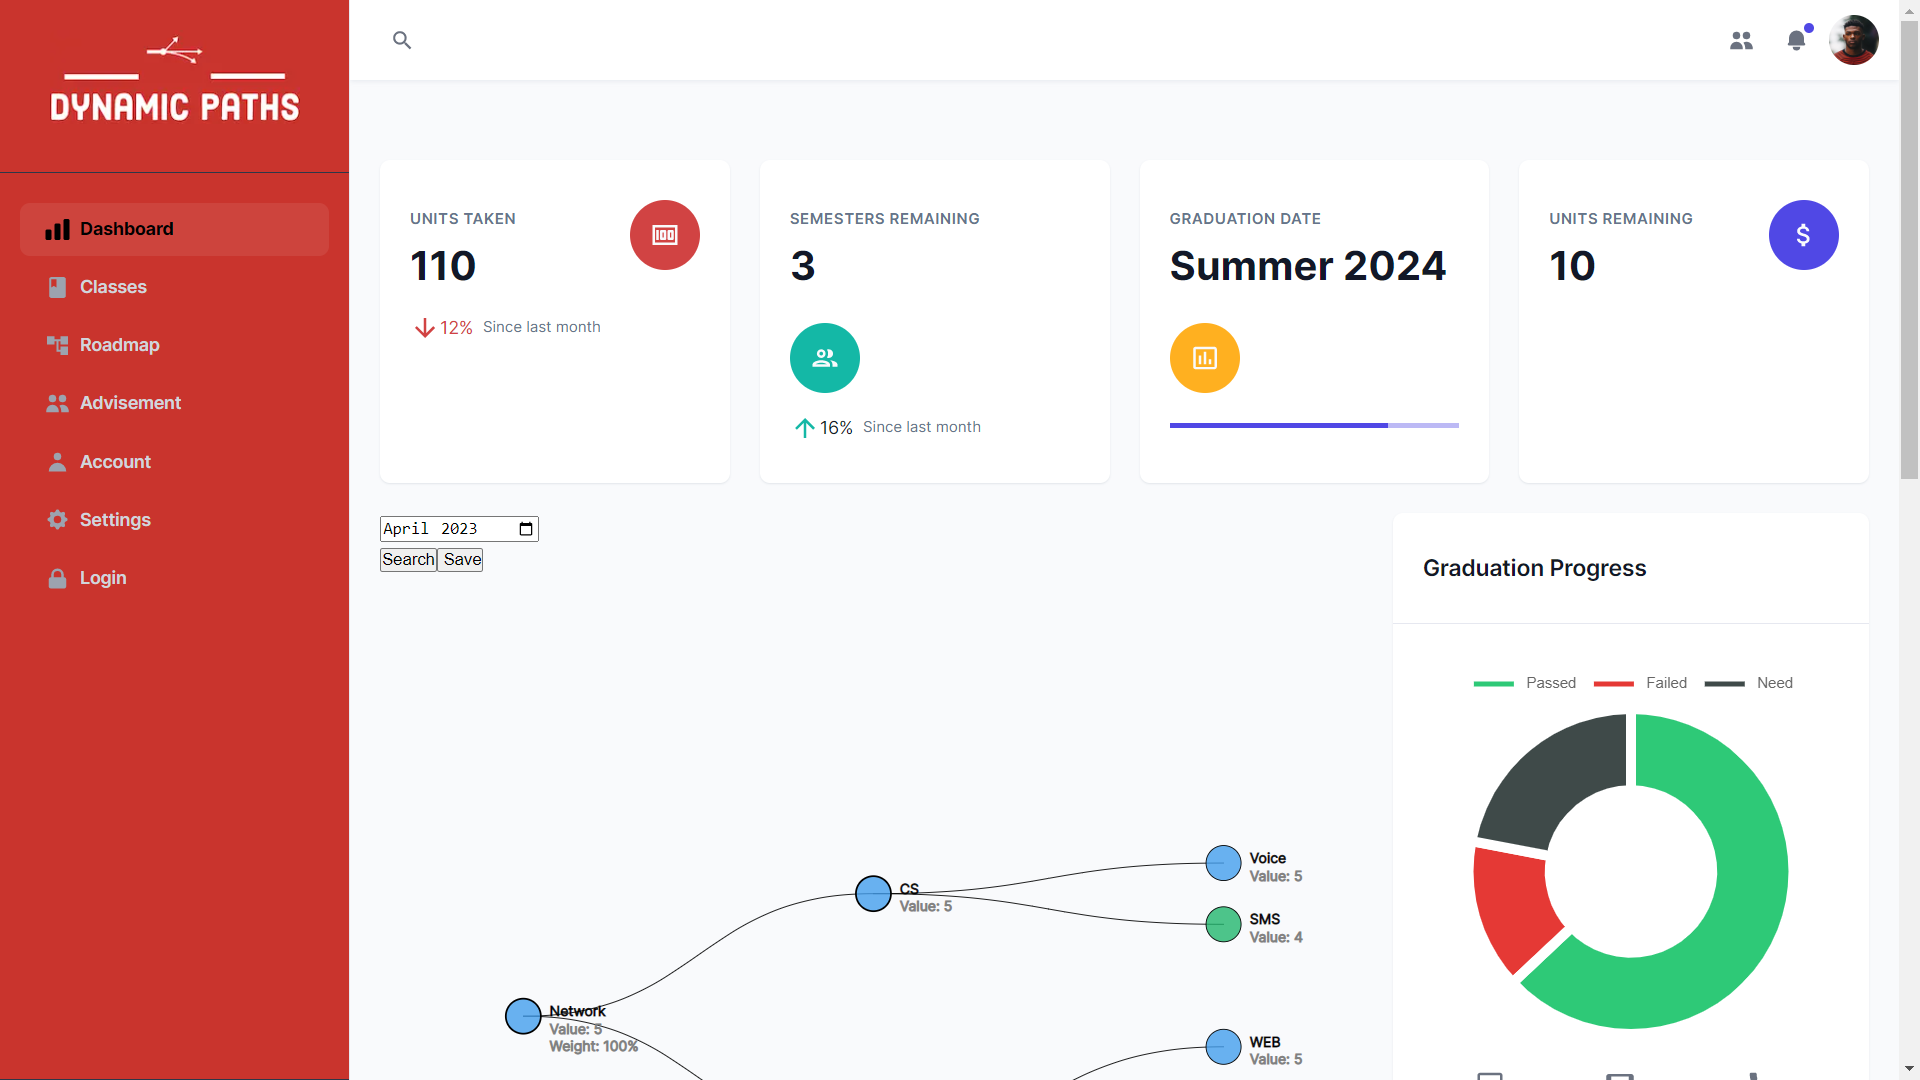 DYNAMIC PATHS
Dashboard
Classes
Roadmap
Advisement
Account
Settings
Login
UNITS TAKEN
110
12% Since last month
SEMESTERS REMAINING
3
16% Since last month
GRADUATION DATE
Summer 2024
UNITS REMAINING
10
$
April 2023
Search Save
Graduation Progress
Passed Failed Need
Voice
Value: 5
CS
Value: 5
SMS
Value: 4
Network
Value: 5
Weight: 100%
WEB
Value: 5